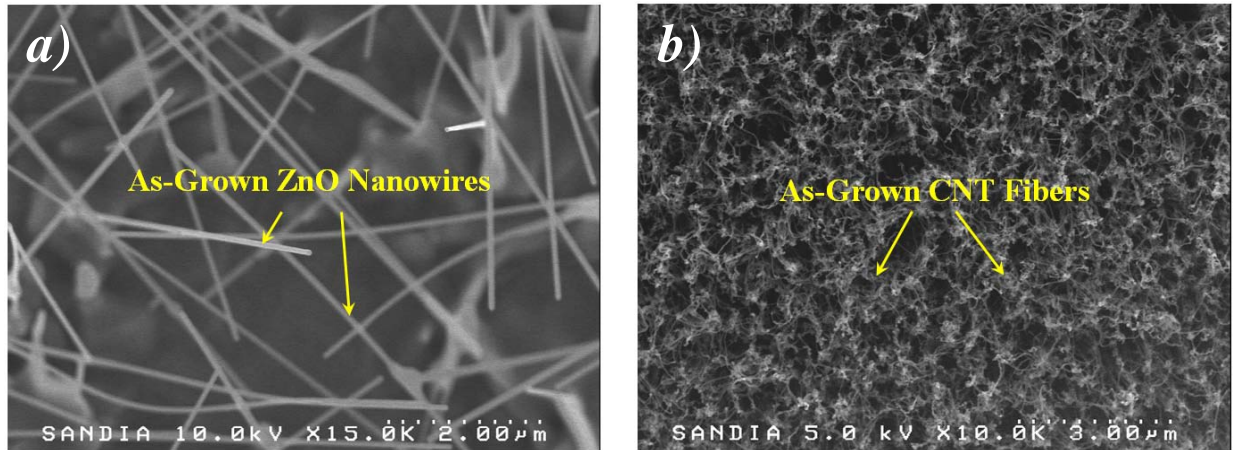 a)
As-Grown ZnO Nanowires
SANDIA 10.0kV X15.0K 2.00µm
b)
As-Grown CNT Fibers
SANDIA 5.0 kV X10.0K 3.00µm